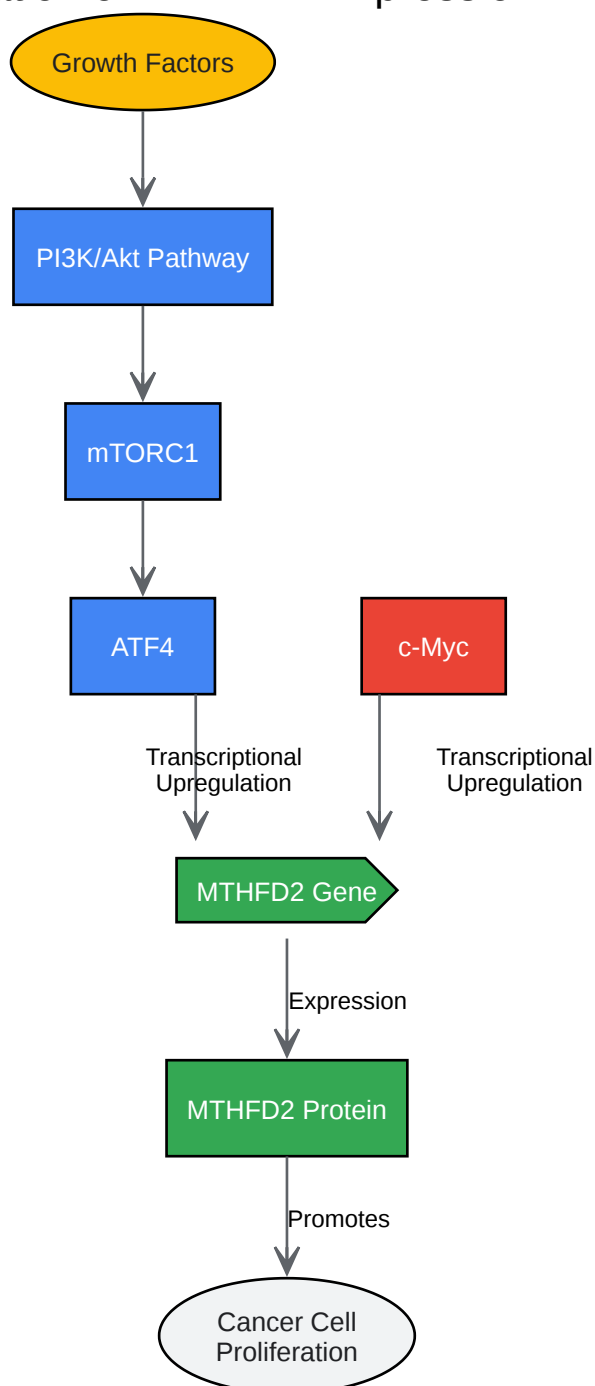 Growth Factors
PI3K/Akt Pathway
mTORC1
ATF4
c-Myc
Transcriptional
Upregulation
Transcriptional
Upregulation
MTHFD2 Gene
Expression
MTHFD2 Protein
Promotes
Cancer Cell
Proliferation